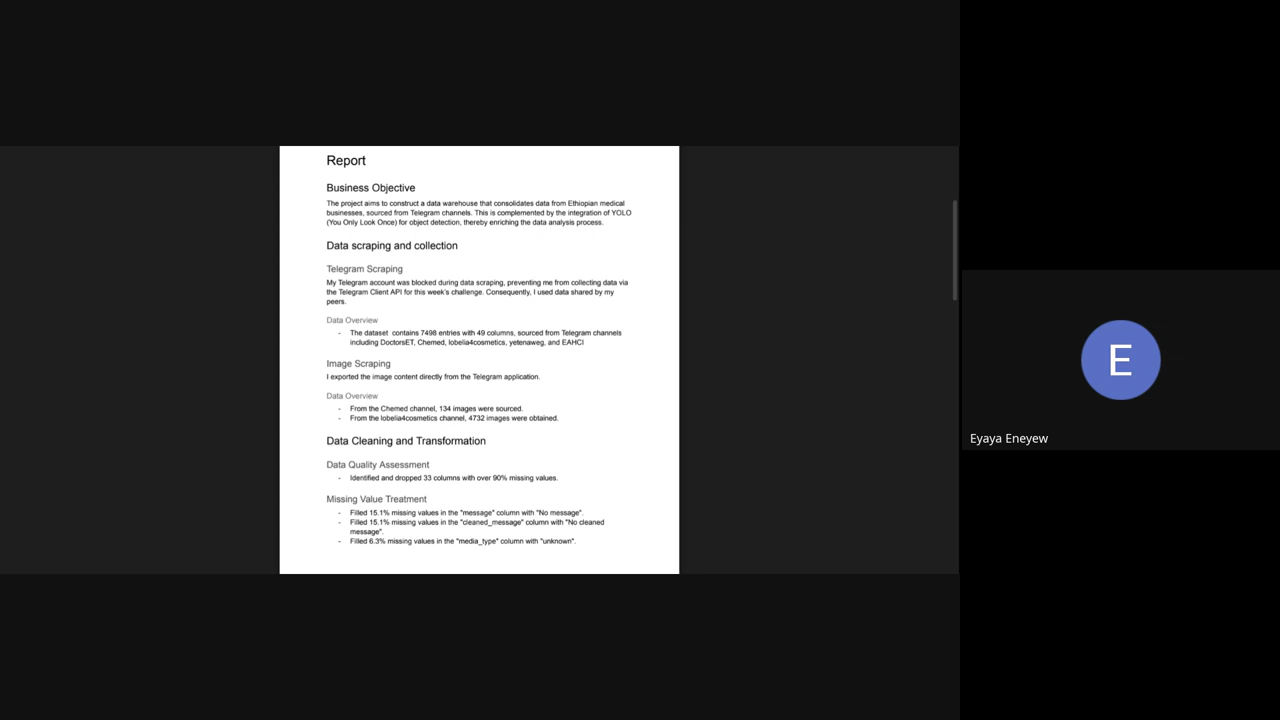 Report
Business Objective
The project aims to construct a data warehouse that consolidates data from Ethiopian medical
businesses, sourced from Telegram channels. This is complemented by the integration of YOLO
(You Only Look Once) for object detection, thereby enriching the data analysis process.
Data scraping and collection
Telegram Scraping
My Telegram account was blocked during data scraping, preventing me from collecting data via
the Telegram Client API for this week's challenge. Consequently, I used data shared by my
peers.
Data Overview
- The dataset contains 7498 entries with 49 columns, sourced from Telegram channels
including DoctorsET, Chemed, lobelia4cosmetics, yetenaweg, and EAHCI
Image Scraping
I exported the image content directly from the Telegram application.
Data Overview
- From the Chemed channel, 134 images were sourced.
- From the lobelia4cosmetics channel, 4732 images were obtained.
Data Cleaning and Transformation
Data Quality Assessment
- Identified and dropped 33 columns with over 90% missing values.
Missing Value Treatment
- Filled 15.1% missing values in the "message" column with "No message".
- Filled 15.1% missing values in the "cleaned_message" column with "No cleaned
message".
- Filled 6.3% missing values in the "media_type" column with "unknown".
E
Eyaya Eneyew